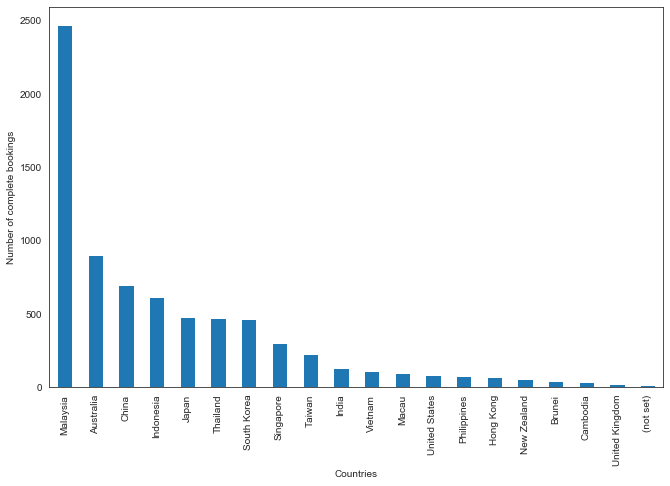 2500
2000
1500
1000
500
0
Number of complete bookings
Malaysia
Australia
China
Indonesia
Japan
Thailand
South Korea
Singapore
Taiwan
India
Vietnam
Macau
United States
Philippines
Hong Kong
New Zealand
Brunei
Cambodia
United Kingdom
(not set)
Countries